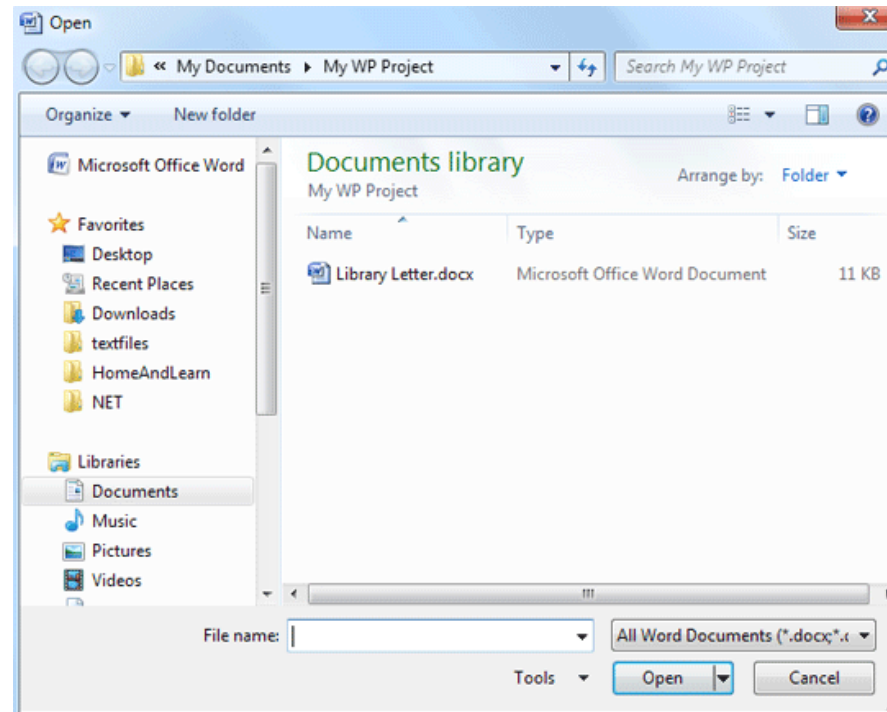 Open
« My Documents ▸ My WP Project
Search My WP Project
Organize
New folder
Microsoft Office Word
Favorites
Desktop
Recent Places
Downloads
textfiles
HomeAndLearn
NET
Libraries
Documents
Music
Pictures
Videos
Documents library
My WP Project
Arrange by: Folder
Name Type Size
Library Letter.docx Microsoft Office Word Document 11 KB
File name:
All Word Documents (*.docx;*.
Tools Open Cancel